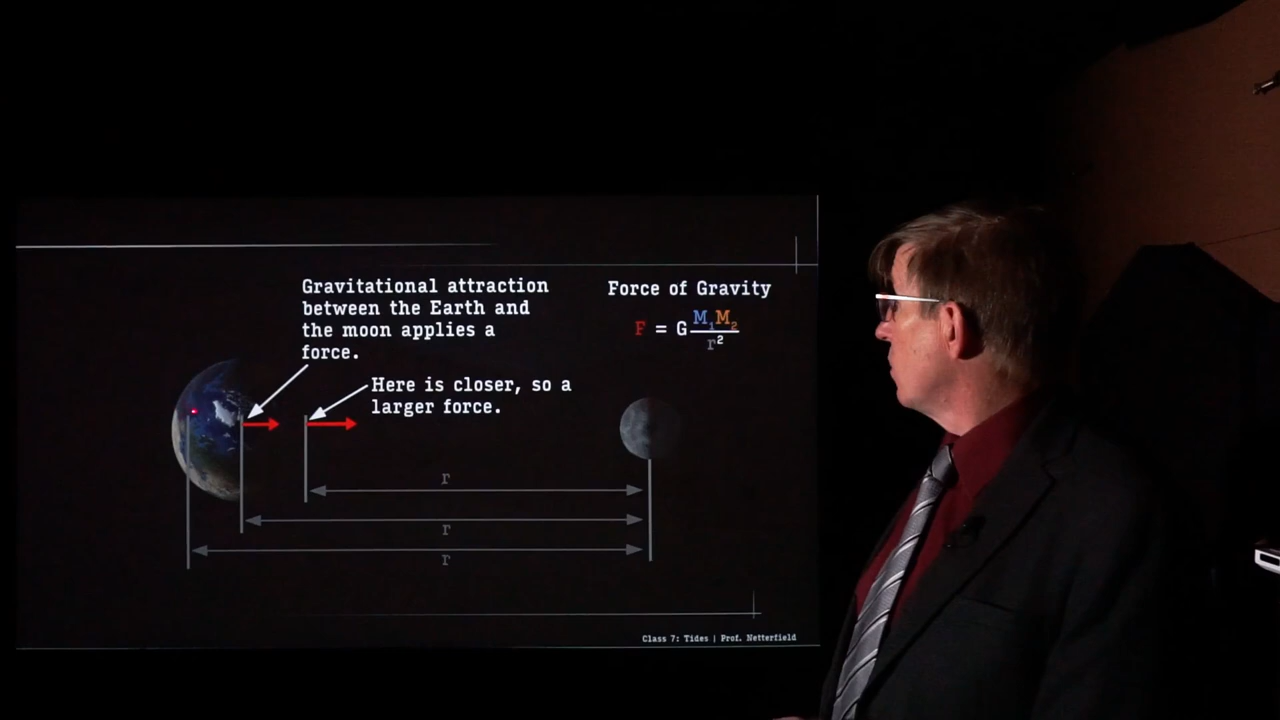 Gravitational attraction
between the Earth and
the moon applies a
force.
Here is closer, so a
larger force.
Force of Gravity
F = G M₁M₂ / r²
r
r
r
Class 7: Tides | Prof. Netterfield